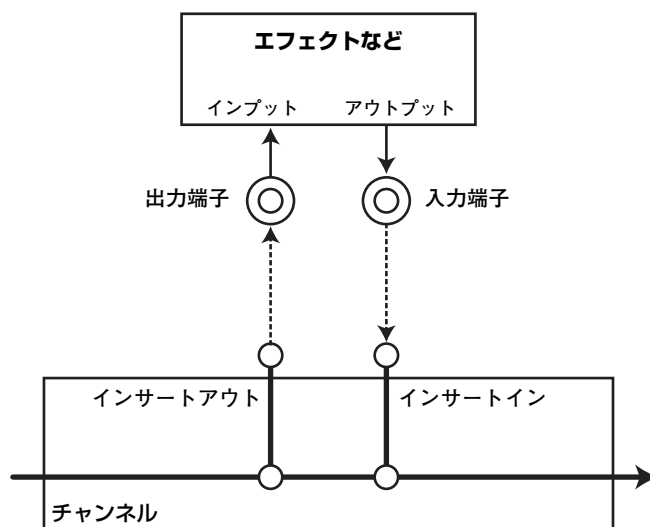 エフェクトなど
インプット
アウトプット
出力端子
入力端子
インサートアウト
インサートイン
チャンネル